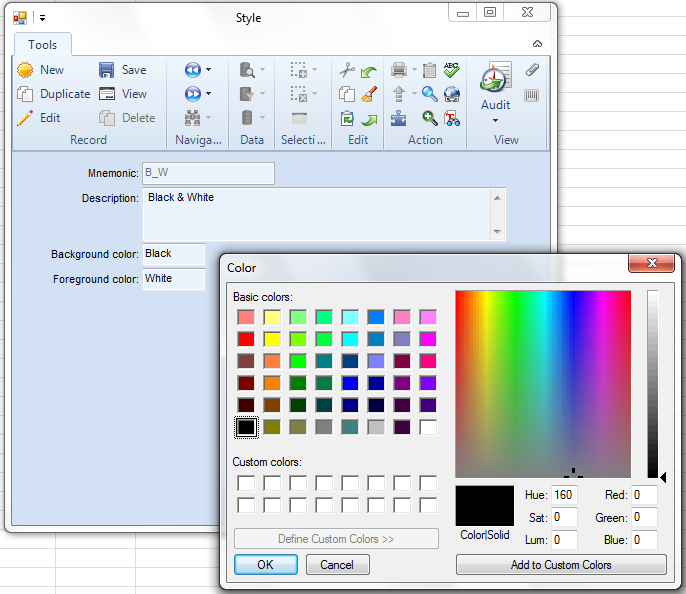 Style
Tools
New Save
Duplicate View
Edit Delete
ABC
Audit
Record Naviga... Data Selecti... Edit Action View
Mnemonic: B_W
Description: Black & White
Background color: Black
Foreground color: White
Color
Basic colors:
Custom colors:
Define Custom Colors >>
OK Cancel
Color|Solid
Hue: 160 Red: 0
Sat: 0 Green: 0
Lum: 0 Blue: 0
Add to Custom Colors